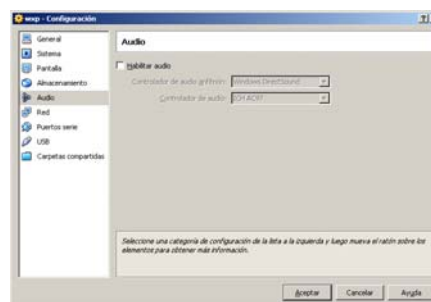 wxp - Configuración
General
Sistema
Pantalla
Almacenamiento
Audio
Red
Puertos serie
USB
Carpetas compartidas
Audio
Habilitar audio
Controlador de audio anfitrión: Windows DirectSound
Controlador de audio: ICH AC97
Seleccione una categoría de configuración de la lista a la izquierda y luego mueva el ratón sobre los
elementos para obtener más información.
Aceptar Cancelar Ayuda